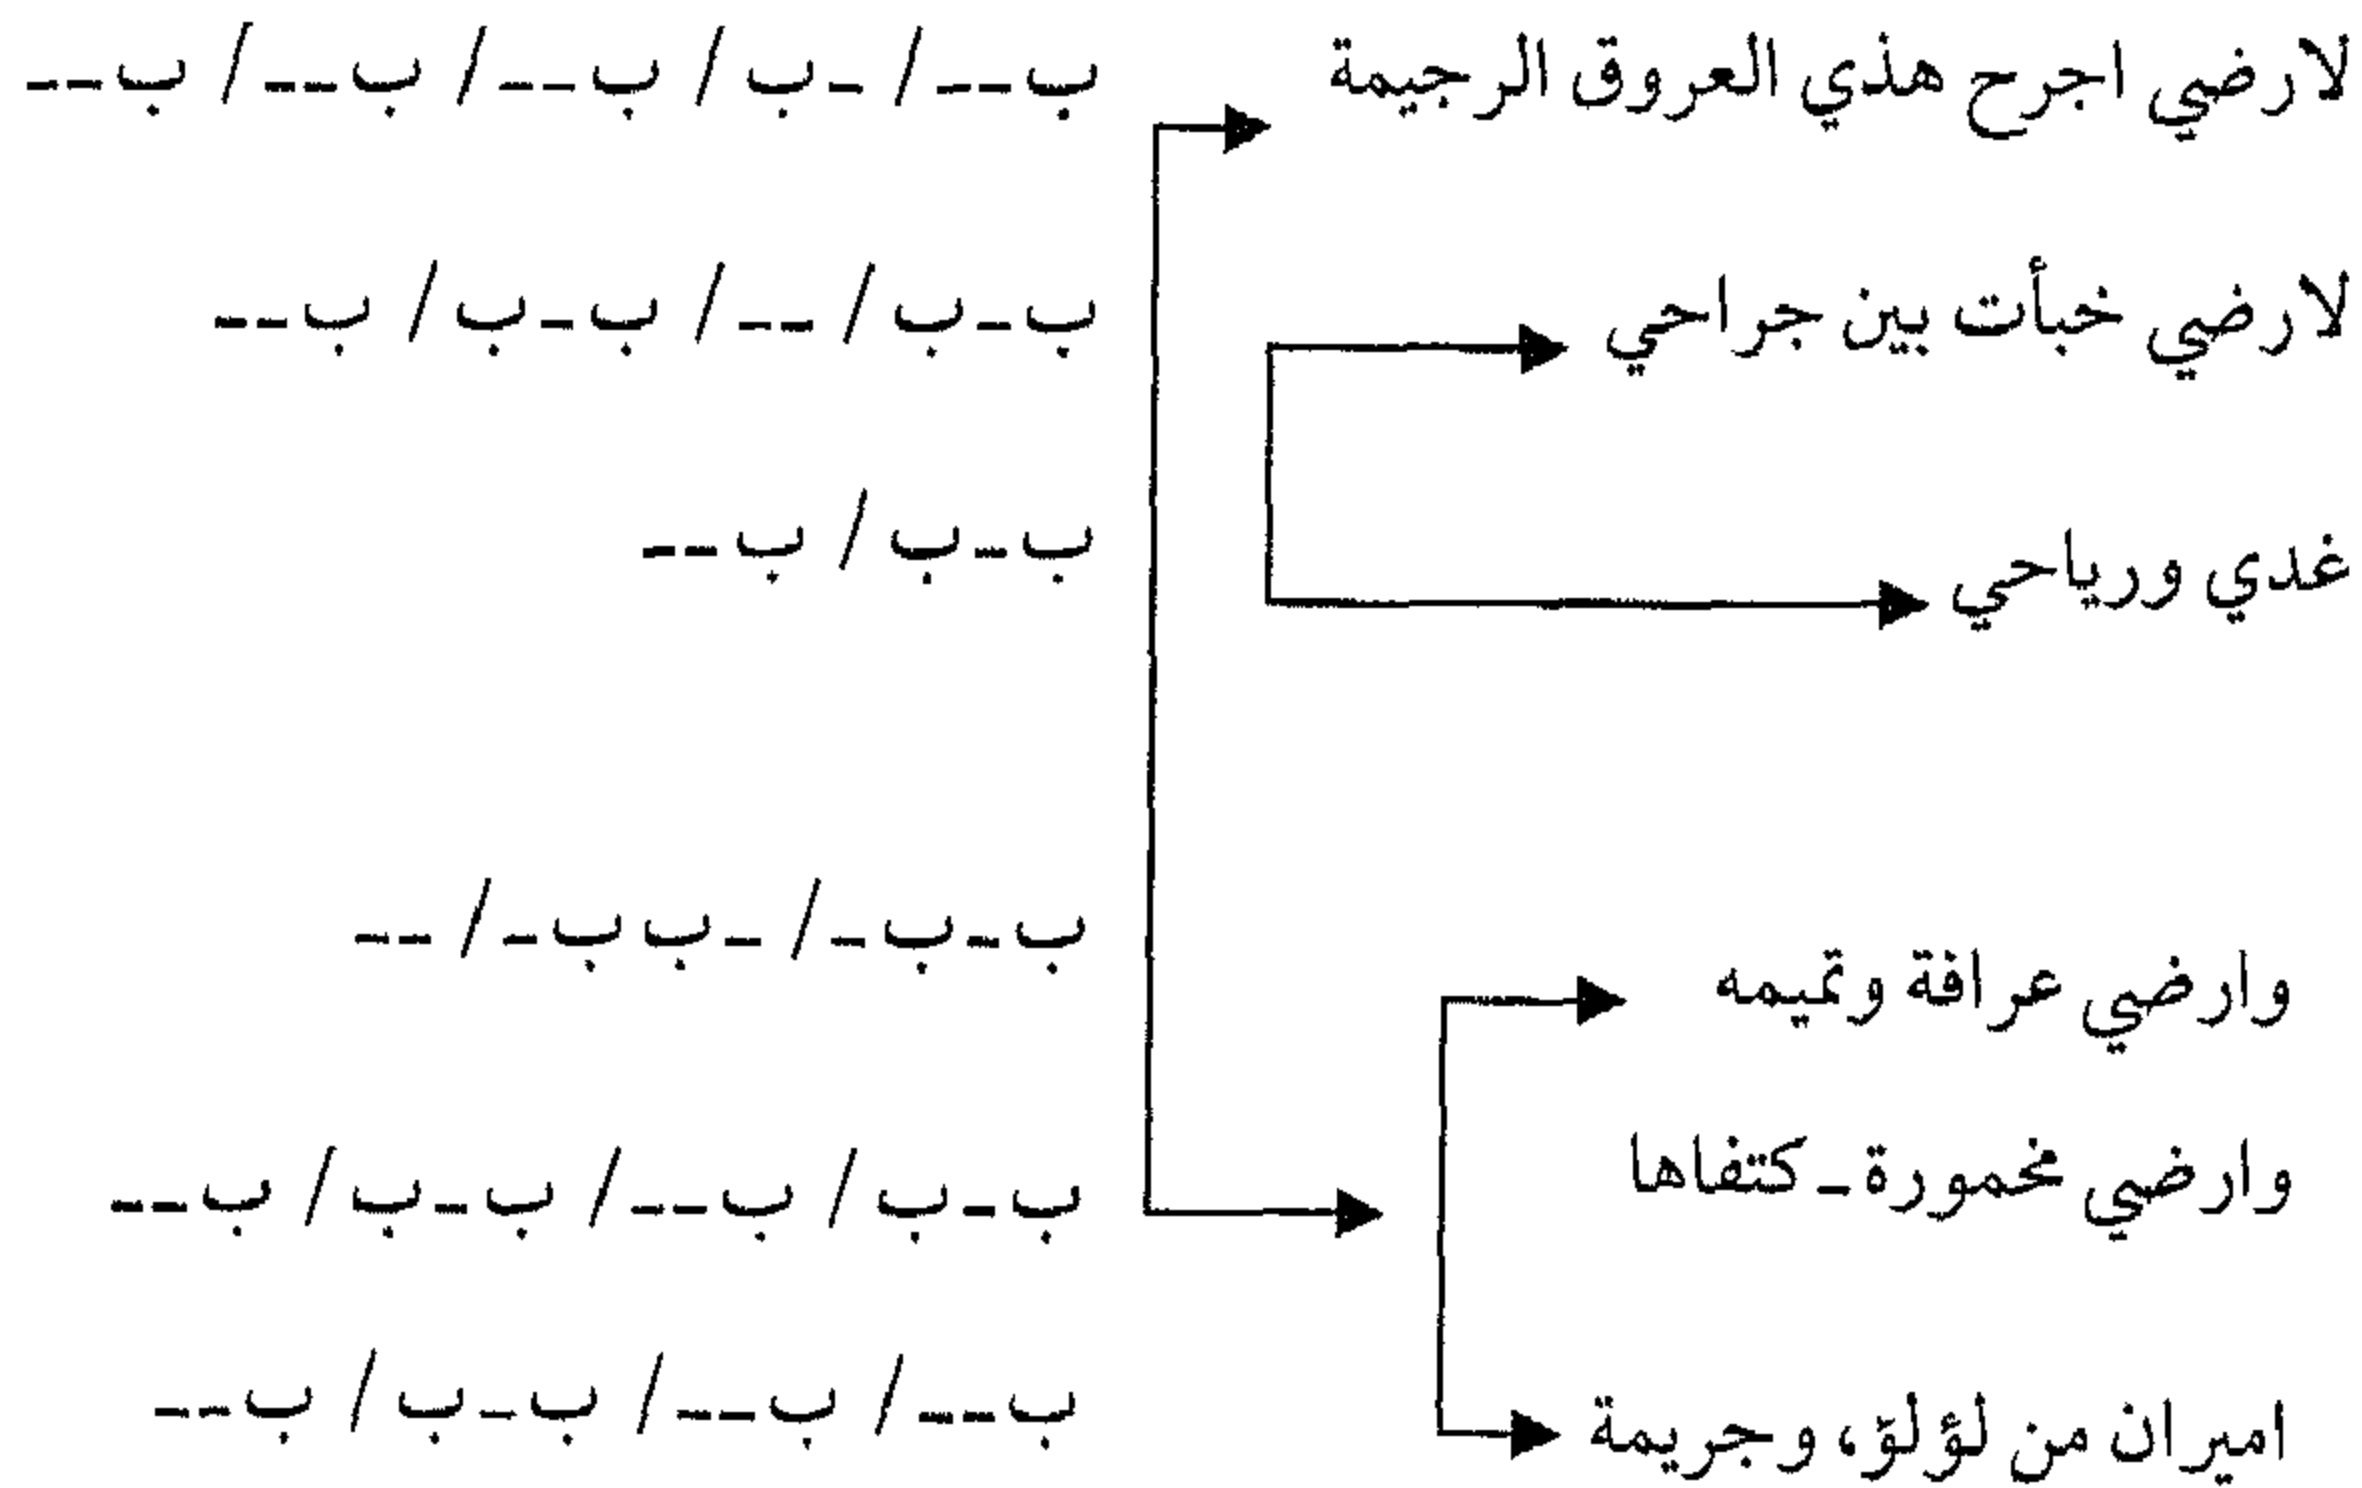 لارضي اجرح هذي العروق الرجيمة ب--/-ب/ب--/ب--/ب--
لارضي خبأت بين جراحي ب-ب/--/ب-ب/ب--
غدي ورياحي ب-ب/ب--
وارضي عرافة وتميمه ب-ب-/-ب ب-/--
وارضي مخمورة-كتفاها ب-ب/ب--/ب-ب/ب--
اميران من لؤلؤ، وجريمة ب--/ب--/ب-ب/ب--